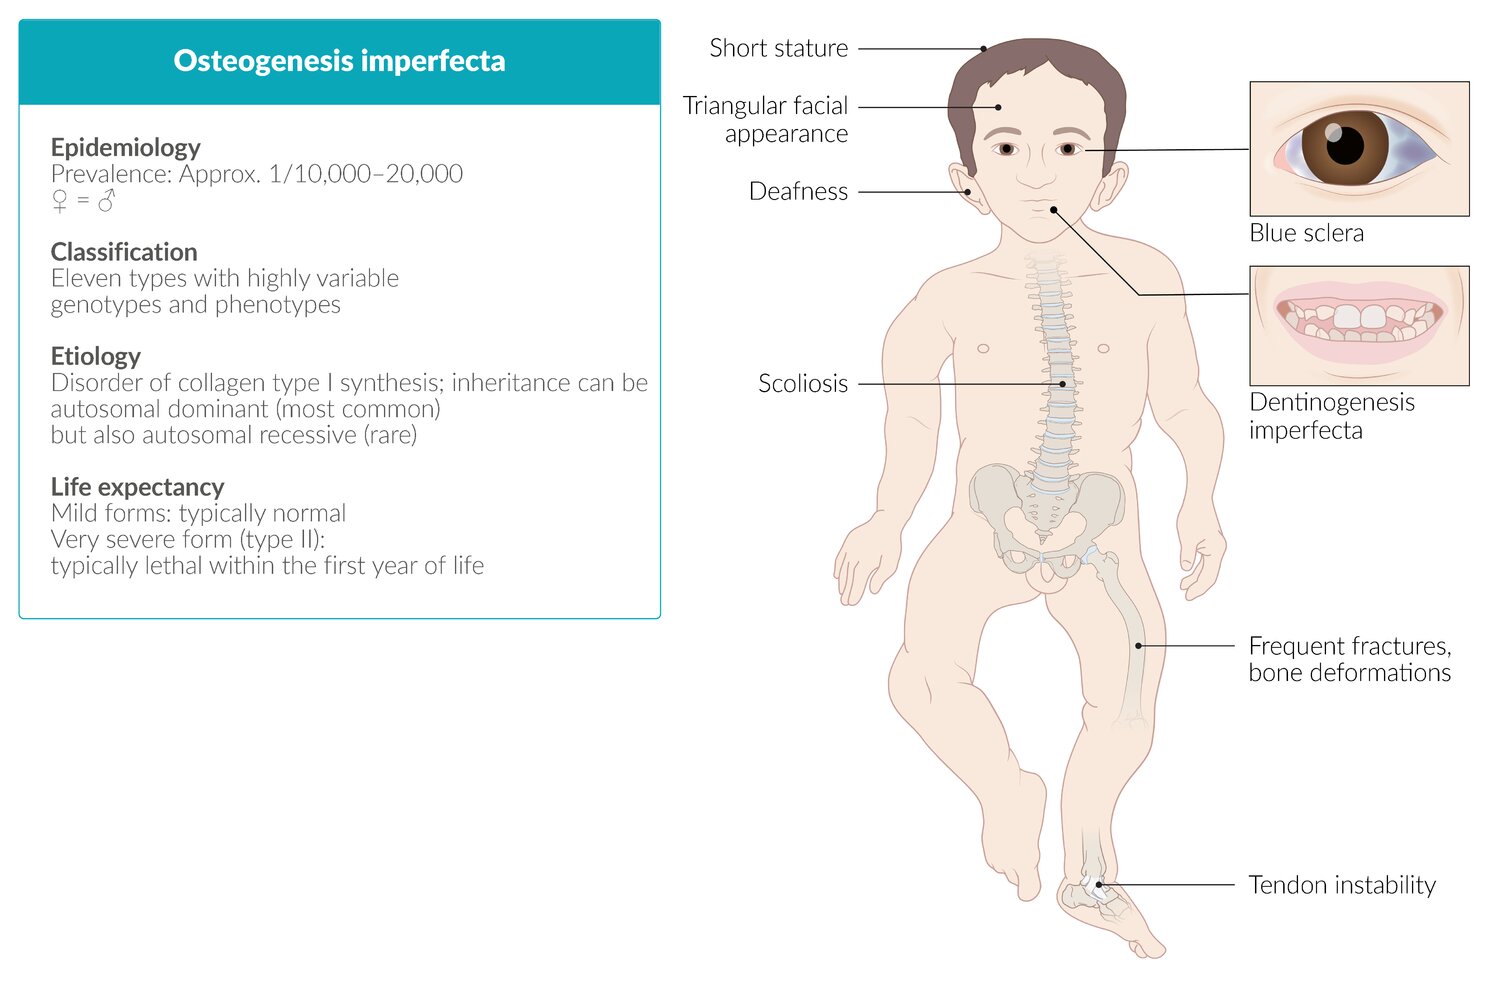 Osteogenesis imperfecta
Epidemiology
Prevalence: Approx. 1/10,000–20,000
♀ = ♂
Classification
Eleven types with highly variable
genotypes and phenotypes
Etiology
Disorder of collagen type I synthesis; inheritance can be
autosomal dominant (most common)
but also autosomal recessive (rare)
Life expectancy
Mild forms: typically normal
Very severe form (type II):
typically lethal within the first year of life
Short stature
Triangular facial
appearance
Deafness
Scoliosis
Blue sclera
Dentinogenesis
imperfecta
Frequent fractures,
bone deformations
Tendon instability